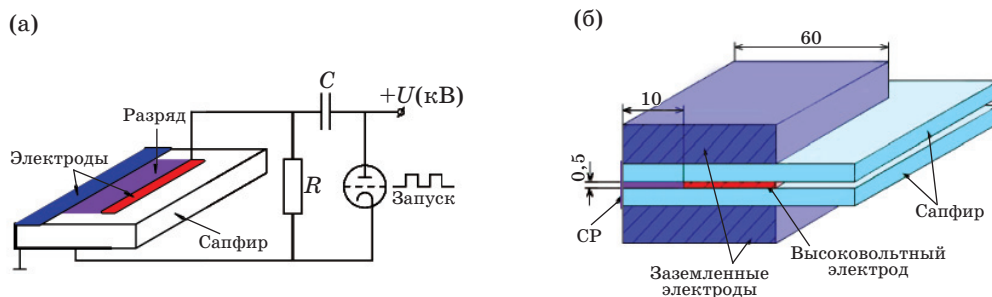 (а)
C
+U(кВ)
Разряд
Электроды
R
Запуск
Сапфир
(б)
60
10
0,5
СР
Сапфир
Высоковольтный
электрод
Заземленные
электроды